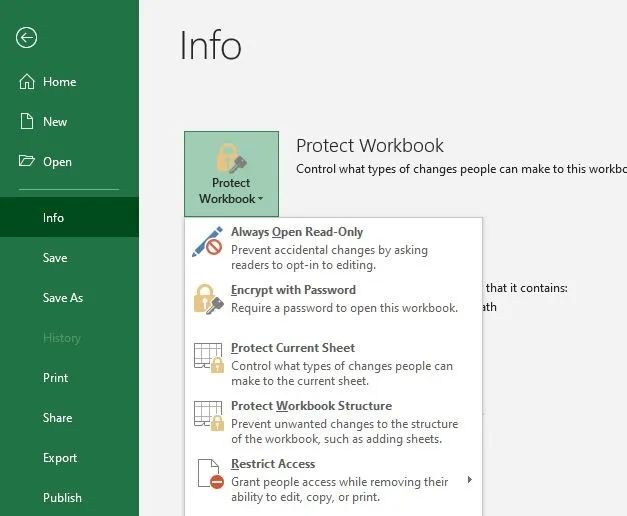 Info
Home
New
Open
Info
Save
Save As
History
Print
Share
Export
Publish
Protect
Workbook
Protect Workbook
Control what types of changes people can make to this workbo
Always Open Read-Only
Prevent accidental changes by asking
readers to opt-in to editing.
Encrypt with Password
Require a password to open this workbook.
Protect Current Sheet
Control what types of changes people can
make to the current sheet.
Protect Workbook Structure
Prevent unwanted changes to the structure
of the workbook, such as adding sheets.
Restrict Access
Grant people access while removing their
ability to edit, copy, or print.
that it contains:
ath